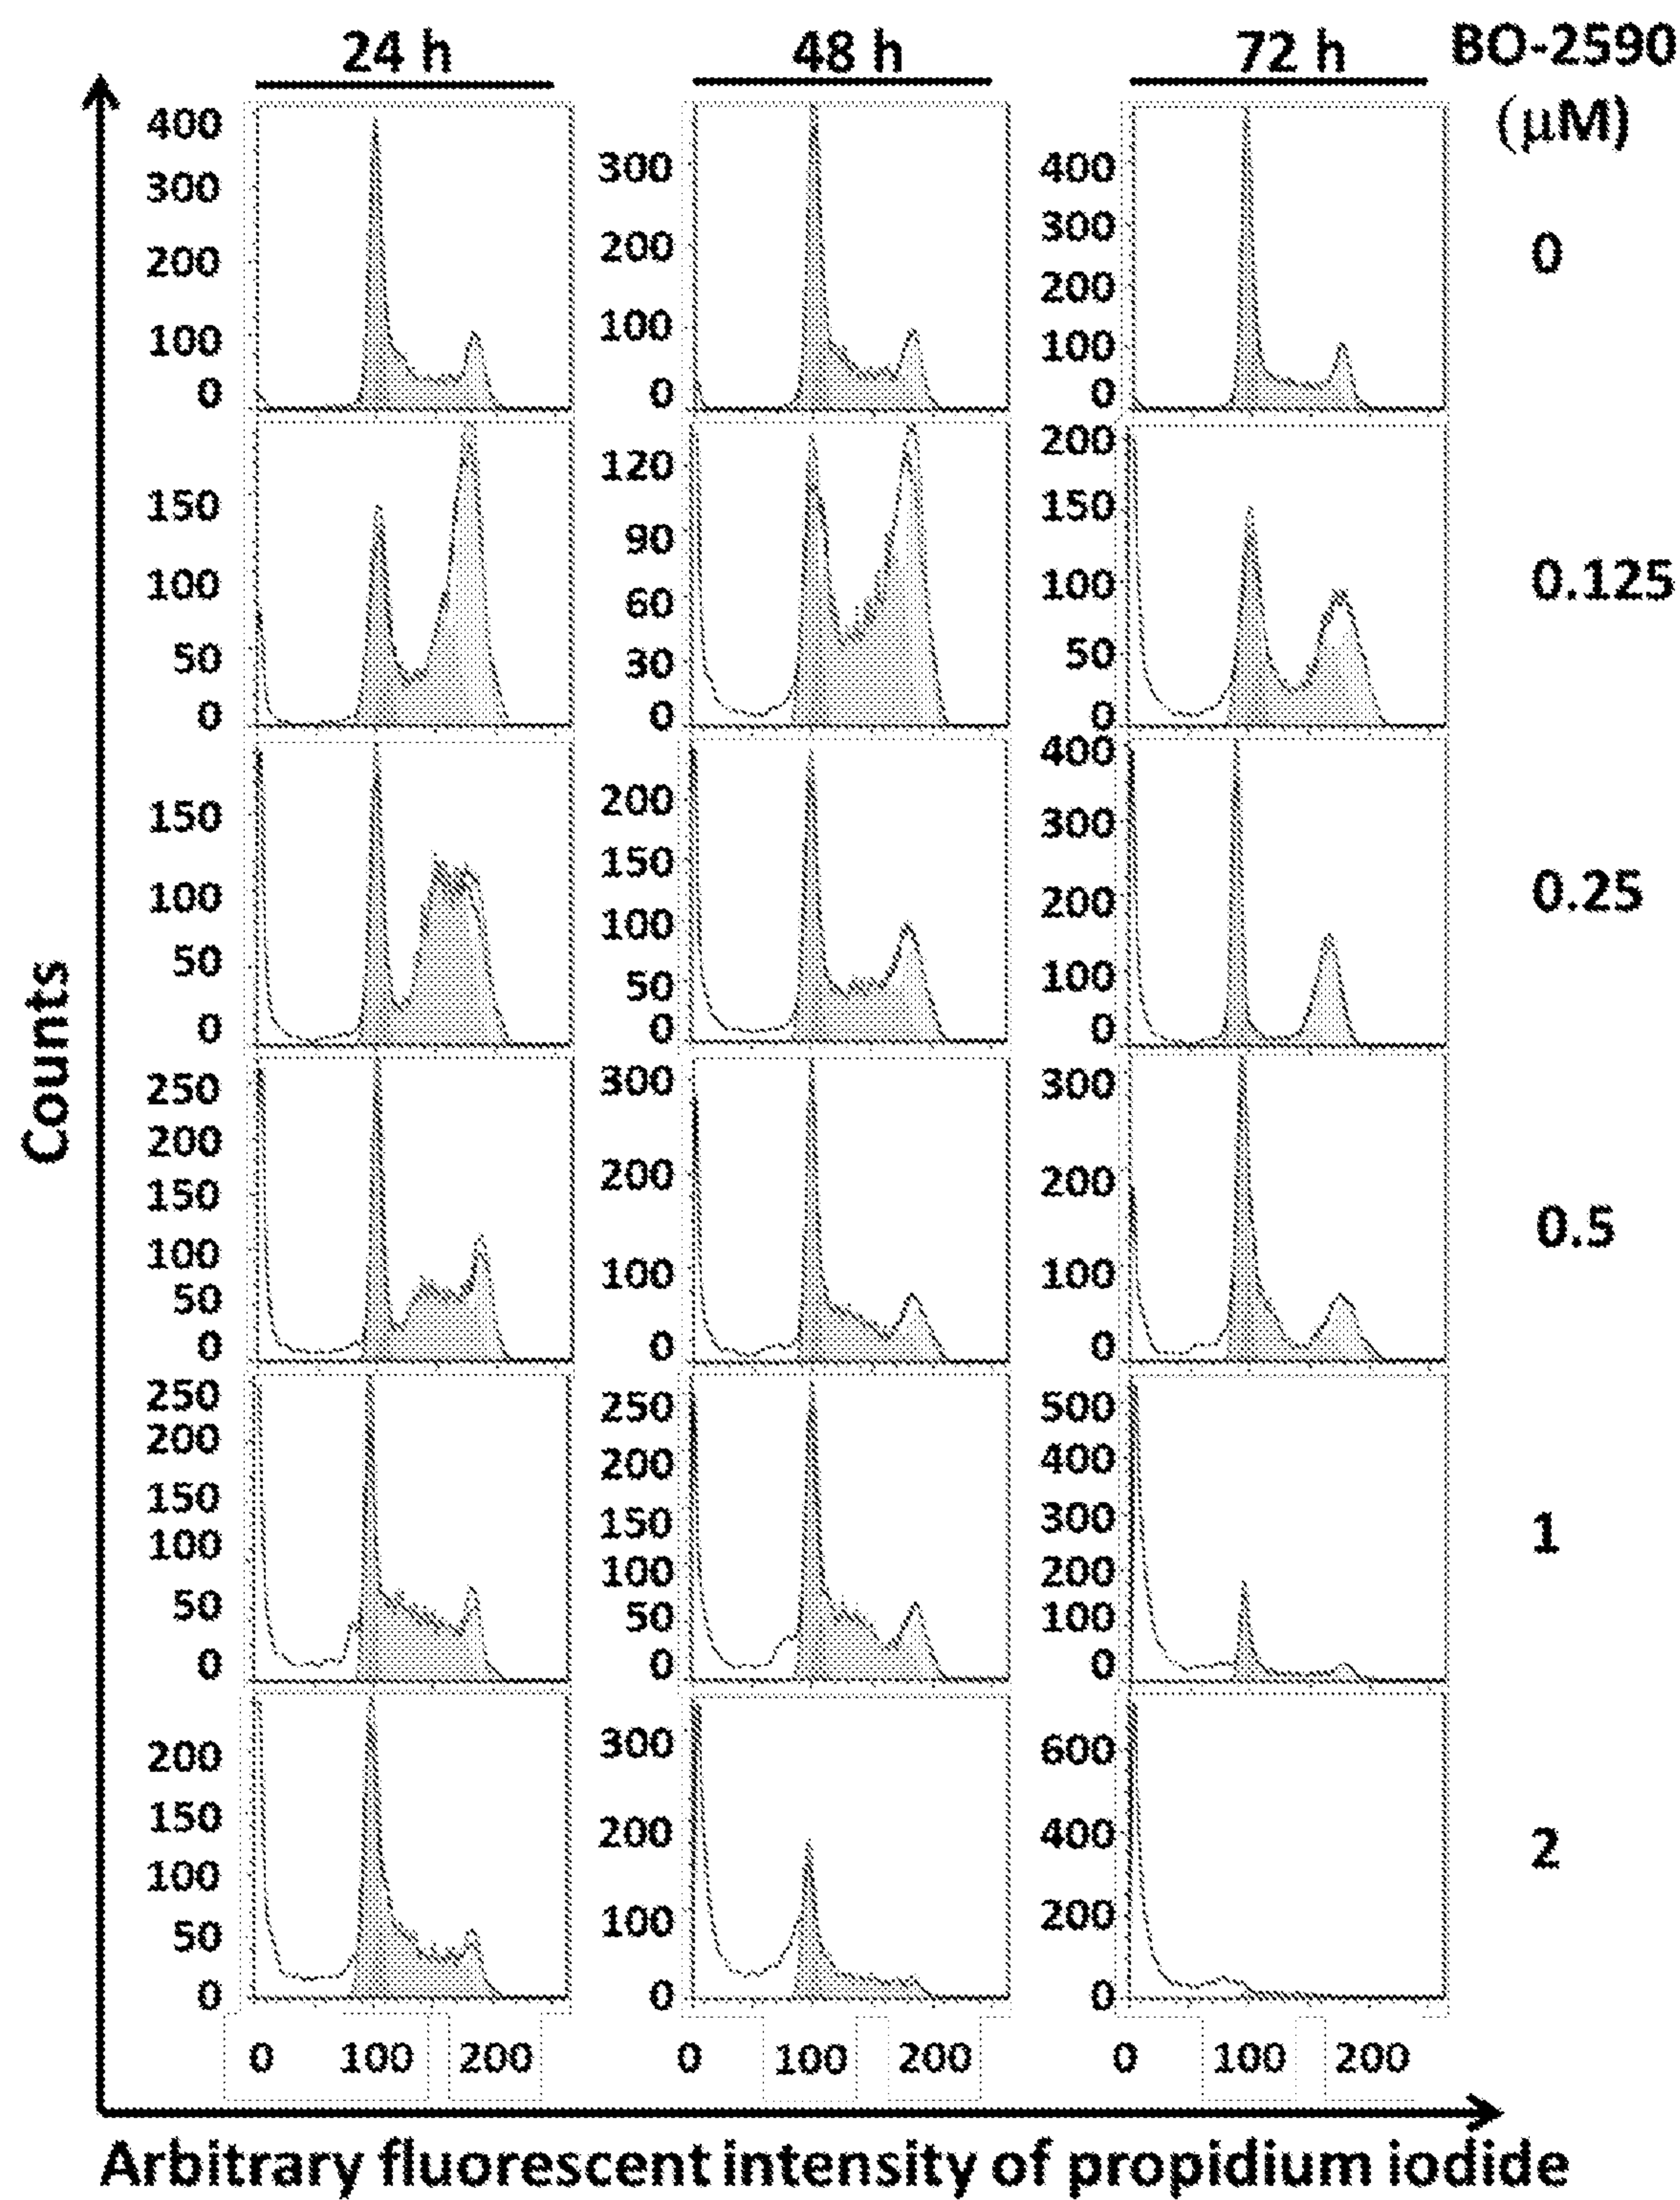 24 h 48 h 72 h BO-2590
(μM)
400 300 200 100 0
300 200 100 0
400 300 200 100 0
0
150 100 50 0
120 90 60 30 0
200 150 100 50 0
0.125
150 100 50 0
200 150 100 50 0
400 300 200 100 0
0.25
250 200 150 100 50 0
300 200 100 0
300 200 100 0
0.5
250 200 150 100 50 0
250 200 150 100 50 0
500 400 300 200 100 0
1
200 150 100 50 0
300 200 100 0
600 400 200 0
2
Counts
0 100 200 0 100 200 0 100 200
Arbitrary fluorescent intensity of propidium iodide